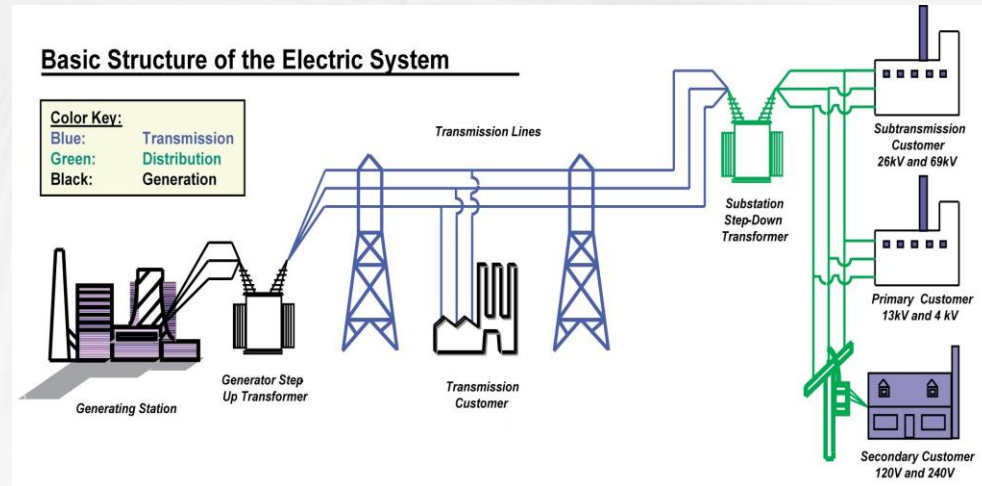 Basic Structure of the Electric System
Color Key:
Blue: Transmission
Green: Distribution
Black: Generation
Transmission Lines
Subtransmission
Customer
26kV and 69kV
Substation
Step-Down
Transformer
Primary Customer
13kV and 4 kV
Generating Station
Generator Step
Up Transformer
Transmission
Customer
Secondary Customer
120V and 240V